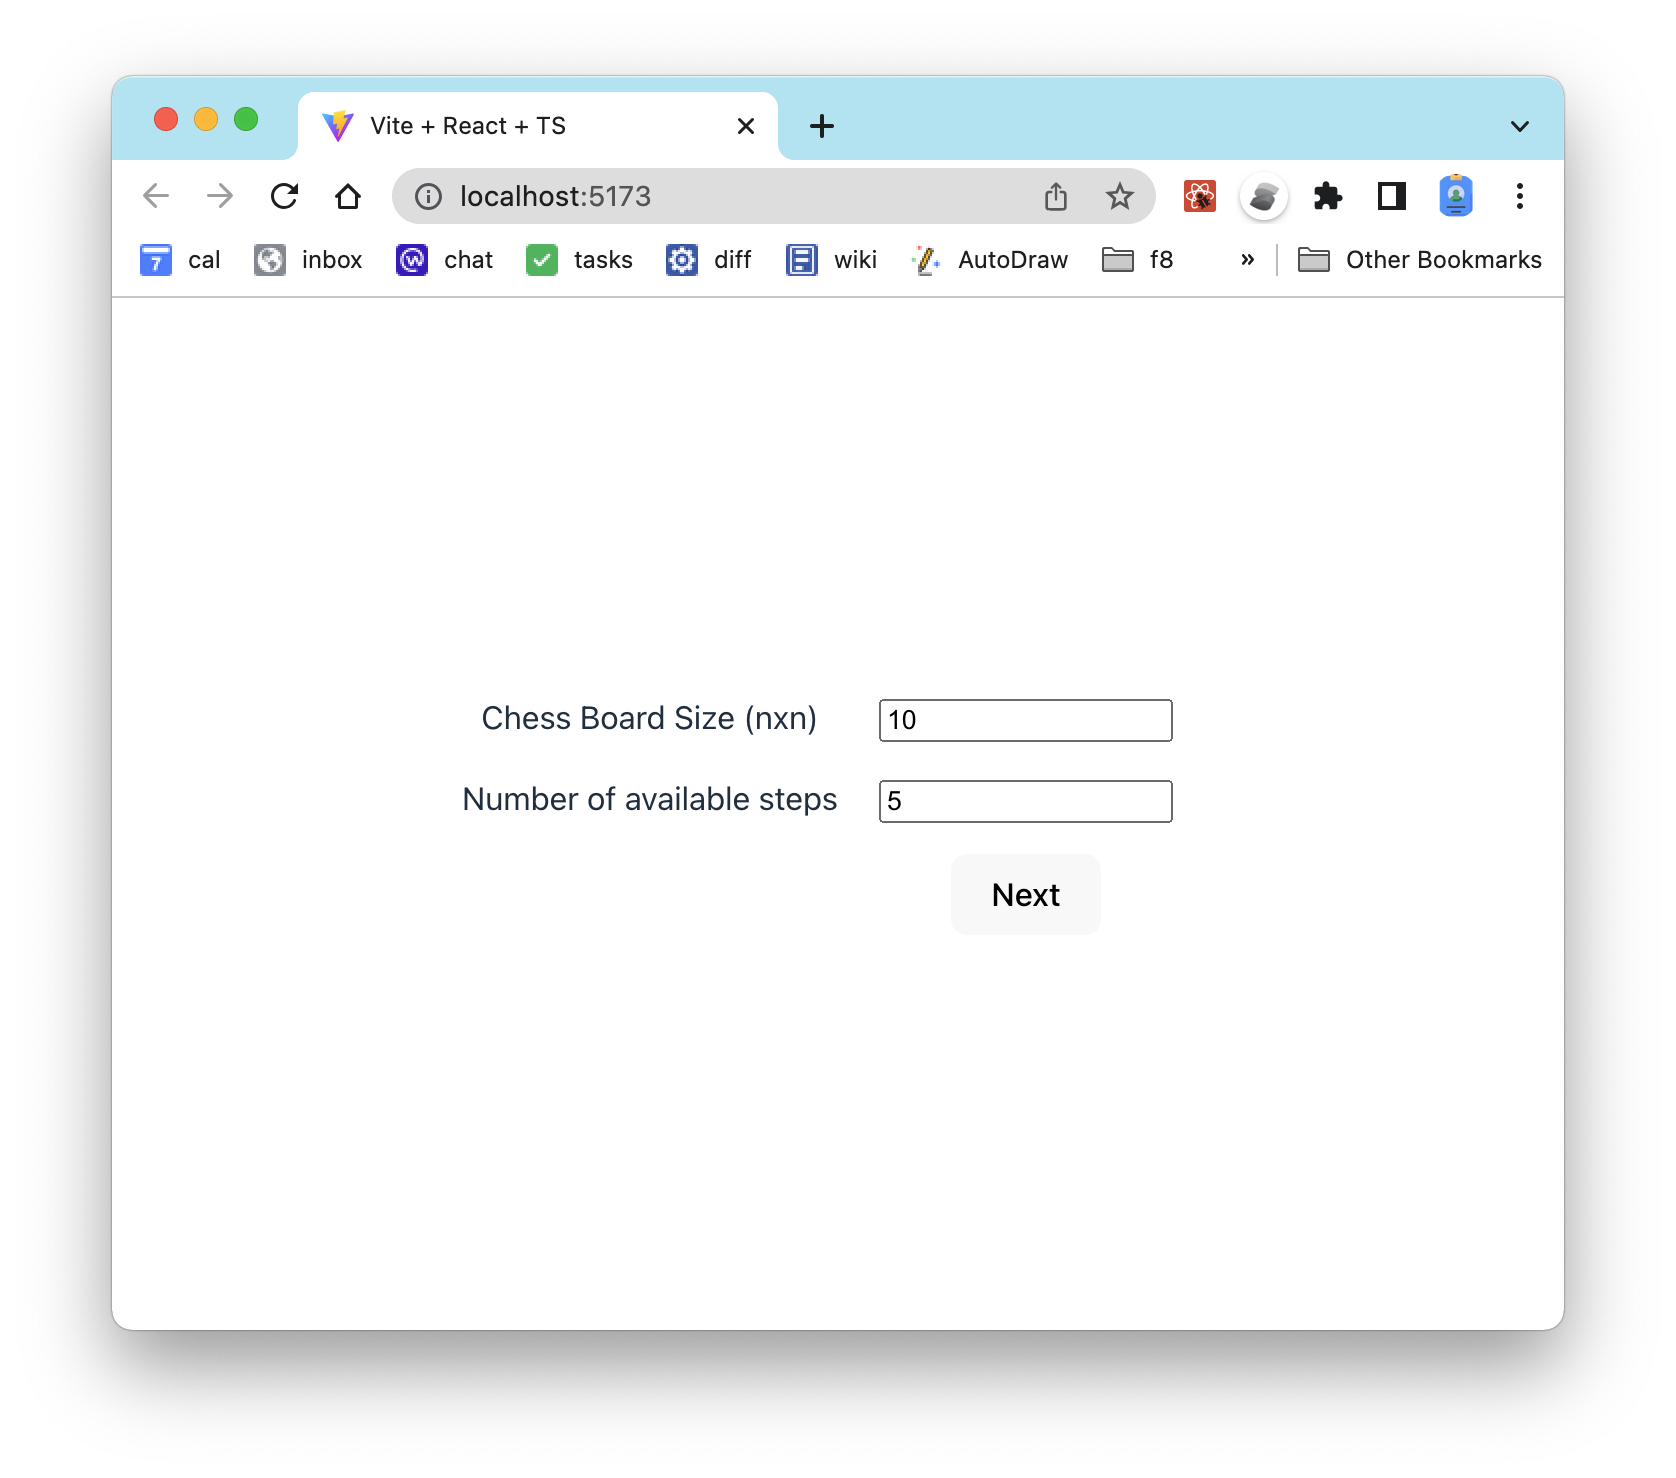 Vite + React + TS
localhost:5173
7 cal inbox chat tasks diff wiki AutoDraw f8 » Other Bookmarks
Chess Board Size (nxn) 10
Number of available steps 5
Next